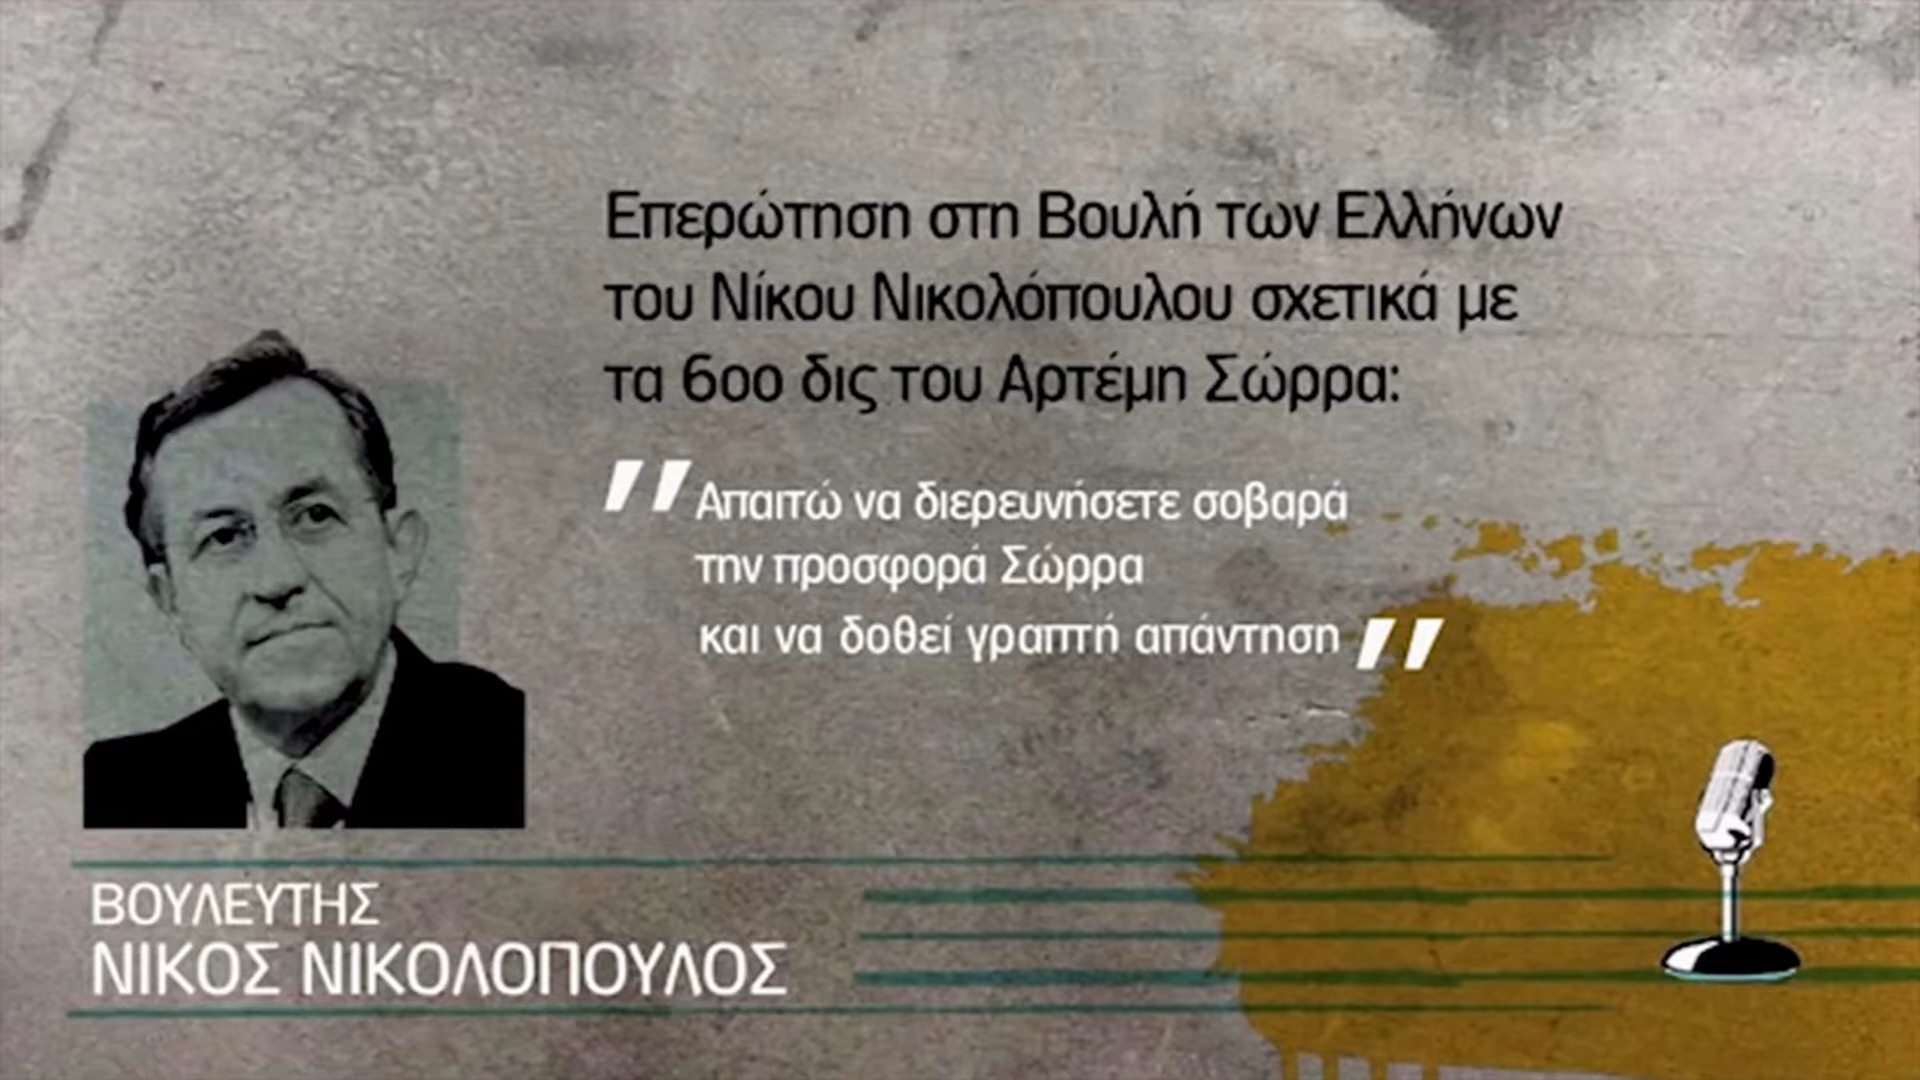 Επερώτηση στη Βουλή των Ελλήνων
του Νίκου Νικολόπουλου σχετικά με
τα 600 δις του Αρτέμη Σώρρα:
"Απαιτώ να διερευνήσετε σοβαρά
την προσφορά Σώρρα
και να δοθεί γραπτή απάντηση"
ΒΟΥΛΕΥΤΗΣ
ΝΙΚΟΣ ΝΙΚΟΛΟΠΟΥΛΟΣ